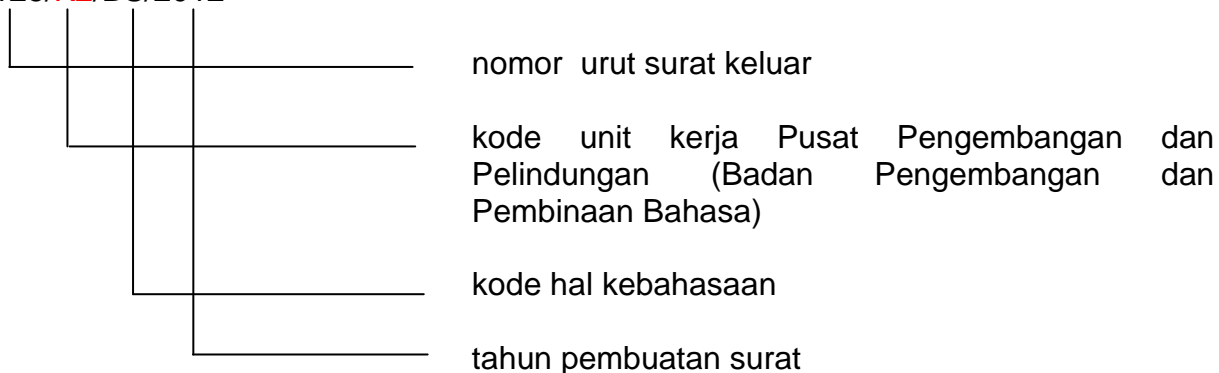 nomor urut surat keluar
kode unit kerja Pusat Pengembangan dan
Pelindungan (Badan Pengembangan dan
Pembinaan Bahasa)
kode hal kebahasaan
tahun pembuatan surat